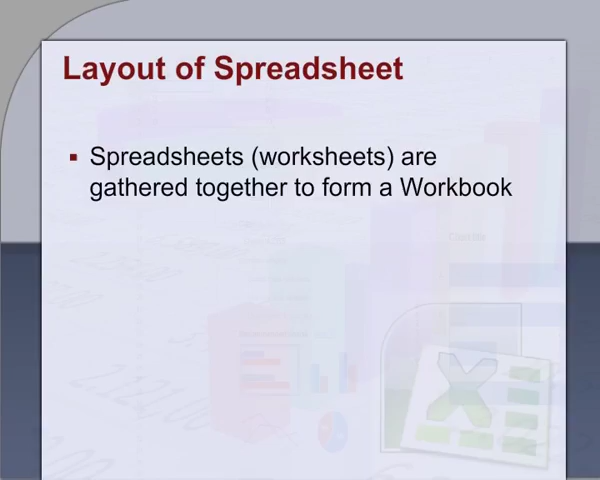 Layout of Spreadsheet
Spreadsheets (worksheets) are
gathered together to form a Workbook